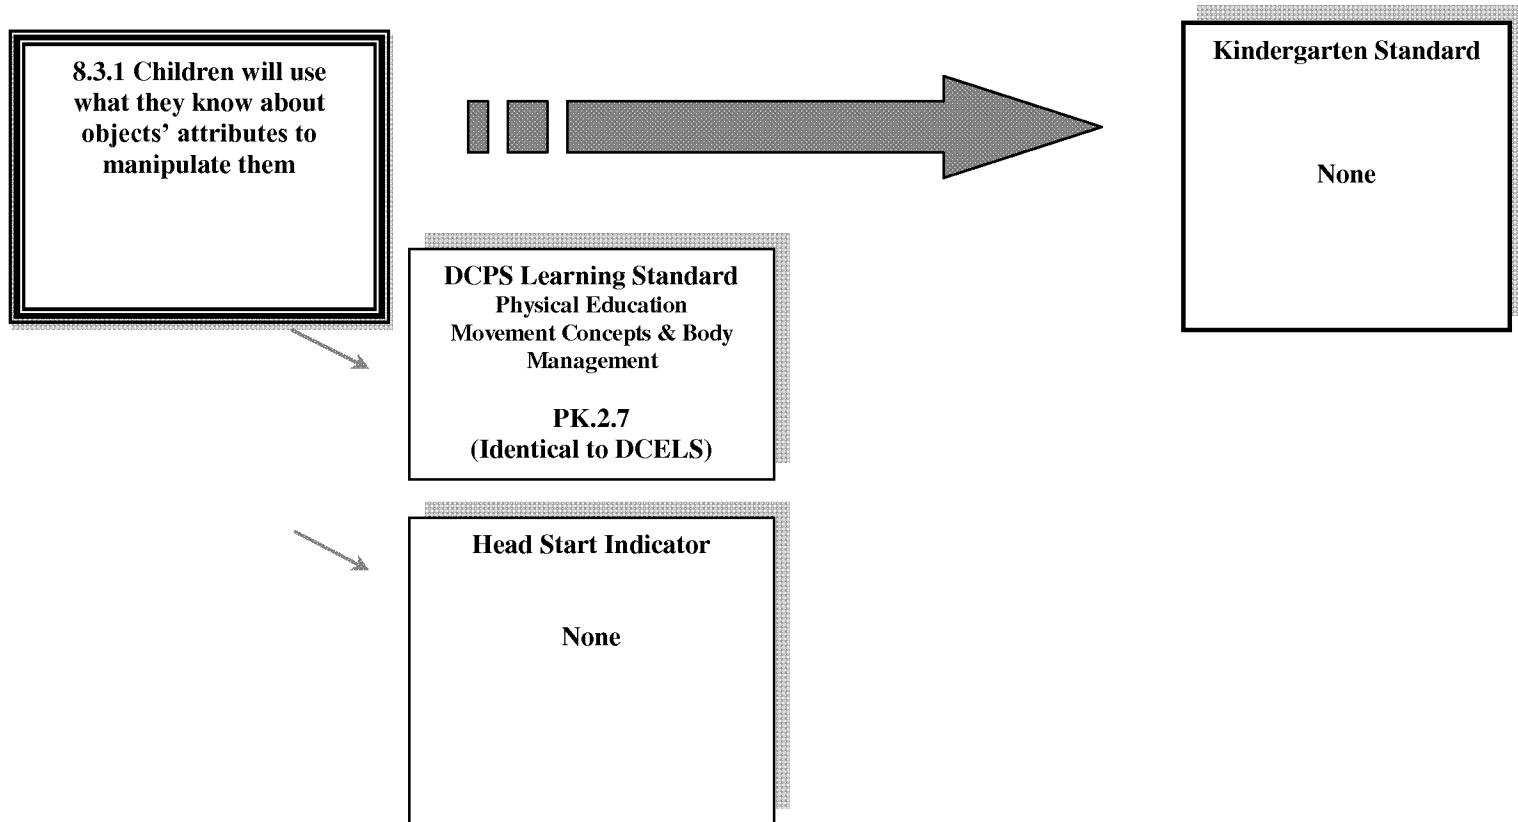 8.3.1 Children will use
what they know about
objects’ attributes to
manipulate them
Kindergarten Standard
None
DCPS Learning Standard
Physical Education
Movement Concepts & Body
Management
PK.2.7
(Identical to DCELS)
Head Start Indicator
None